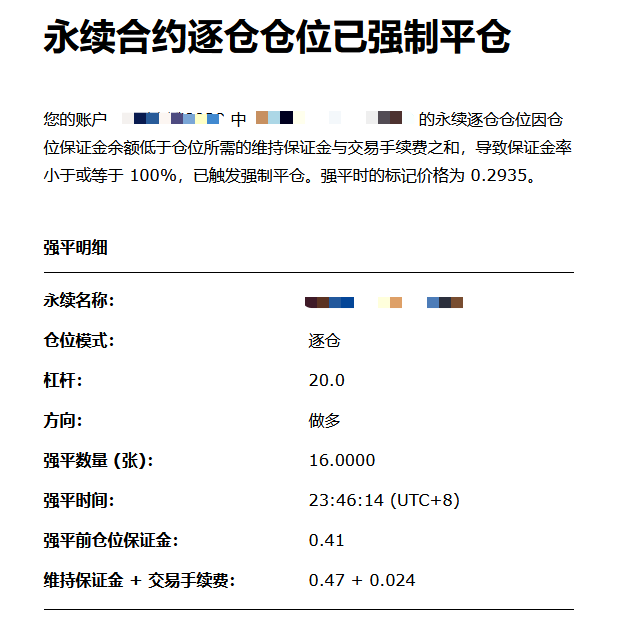 永续合约逐仓仓位已强制平仓
您的账户 中 的永续逐仓仓位因仓
位保证金余额低于仓位所需的维持保证金与交易手续费之和，导致保证金率
小于或等于 100%，已触发强制平仓。强平时的标记价格为 0.2935。
强平明细
永续名称：
仓位模式： 逐仓
杠杆： 20.0
方向： 做多
强平数量 (张)： 16.0000
强平时间： 23:46:14 (UTC+8)
强平前仓位保证金： 0.41
维持保证金 + 交易手续费： 0.47 + 0.024